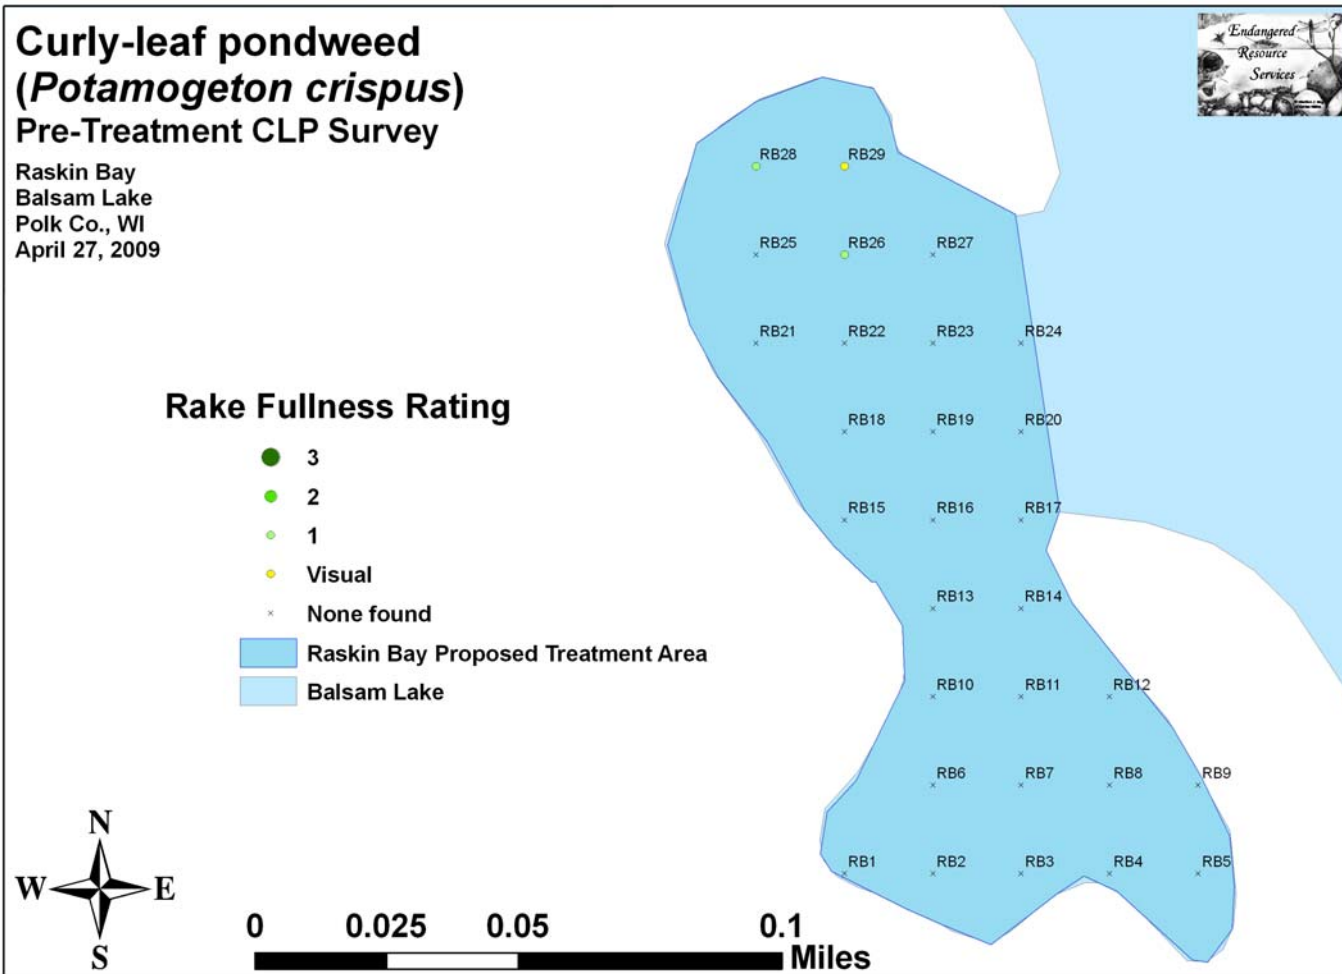 Curly-leaf pondweed
(Potamogeton crispus)
Pre-Treatment CLP Survey
Raskin Bay
Balsam Lake
Polk Co., WI
April 27, 2009
Endangered
Resource
Services
RB28 RB29
RB25 RB26 RB27
RB21 RB22 RB23 RB24
Rake Fullness Rating
3
2
1
Visual
None found
Raskin Bay Proposed Treatment Area
Balsam Lake
RB18 RB19 RB20
RB15 RB16 RB17
RB13 RB14
RB10 RB11 RB12
RB6 RB7 RB8 RB9
RB1 RB2 RB3 RB4 RB5
N
W E
S
0 0.025 0.05 0.1
Miles